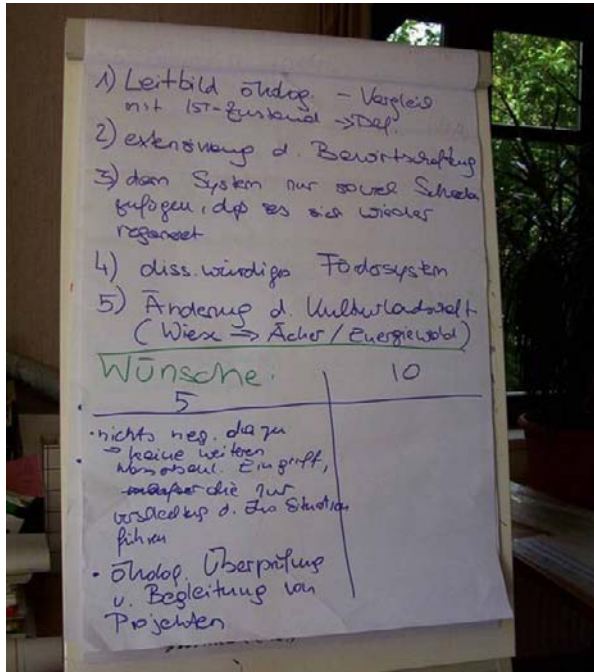 1) Leitbild ökolog. - Vergleich
mit IST-Zustand → Def.
2) extensivierung d. Bewirtschaftung
3) dem System nur soviel Schaden
zufügen, daß es sich wieder
regeneriert
4) diss. würdiges Fördersystem
5) Änderung d. Kulturlandschaft
(Wiese ⇒ Äcker / Energiewald)
Wünsche:
5 10
• nichts neg. dazu
→ keine weiteren
Eingriff,
die zur
d. Situation
führen
• ökolog. Überprüfung
u. Begleitung von
Projekten